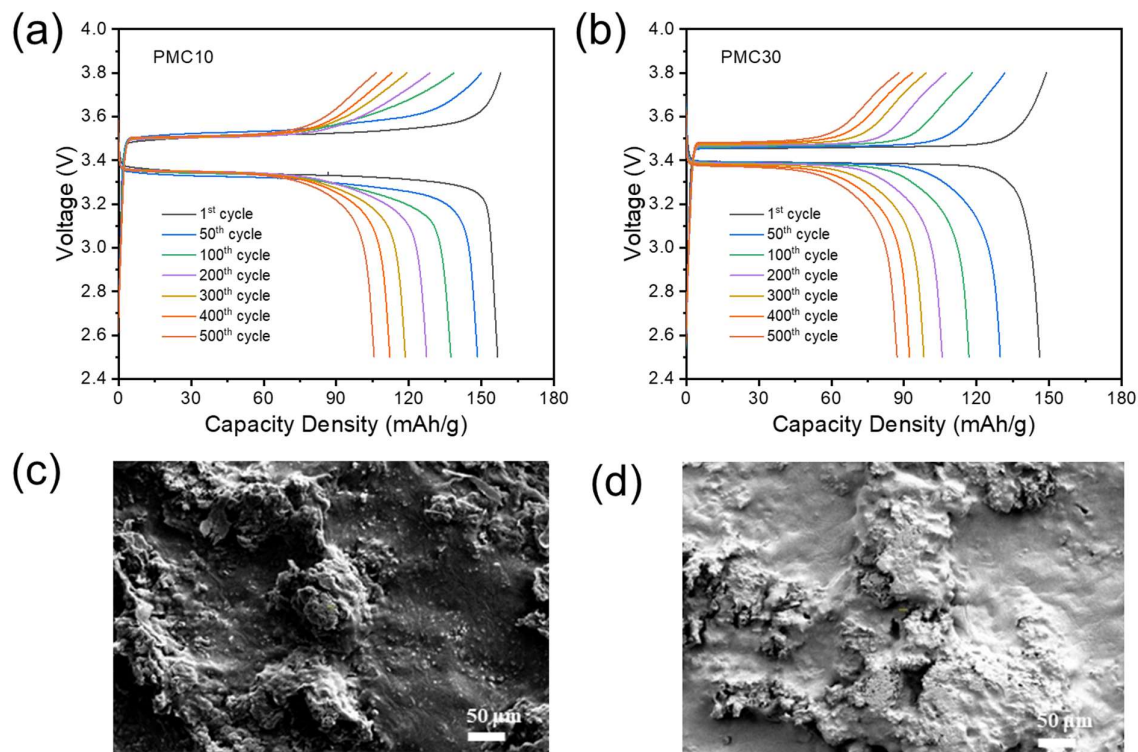 (a)
PMC10
Voltage (V)
4.0
3.8
3.6
3.4
3.2
3.0
2.8
2.6
2.4
1st cycle
50th cycle
100th cycle
200th cycle
300th cycle
400th cycle
500th cycle
0 30 60 90 120 150 180
Capacity Density (mAh/g)
(b)
PMC30
Voltage (V)
4.0
3.8
3.6
3.4
3.2
3.0
2.8
2.6
2.4
1st cycle
50th cycle
100th cycle
200th cycle
300th cycle
400th cycle
500th cycle
0 30 60 90 120 150 180
Capacity Density (mAh/g)
(c)
50 μm
(d)
50 μm